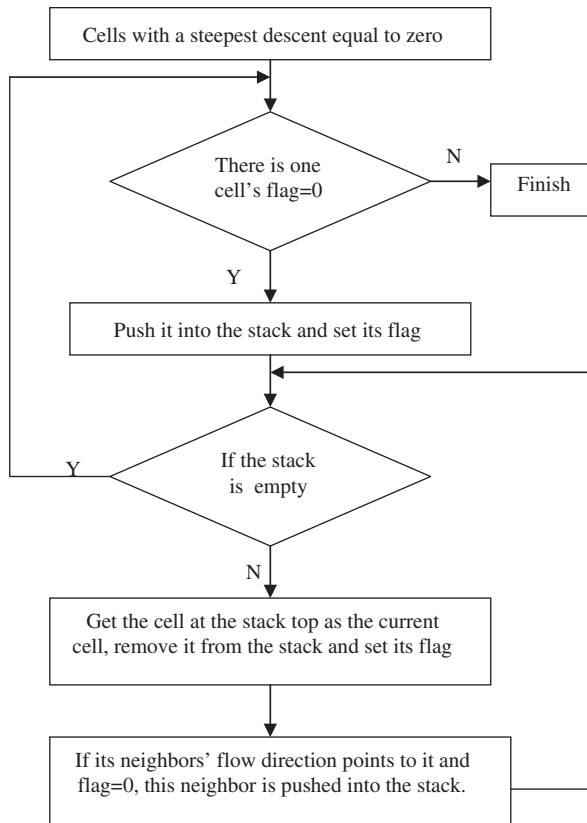 Cells with a steepest descent equal to zero
There is one
cell's flag=0
N
Finish
Y
Push it into the stack and set its flag
If the stack
is empty
Y
N
Get the cell at the stack top as the current
cell, remove it from the stack and set its flag
If its neighbors' flow direction points to it and
flag=0, this neighbor is pushed into the stack.